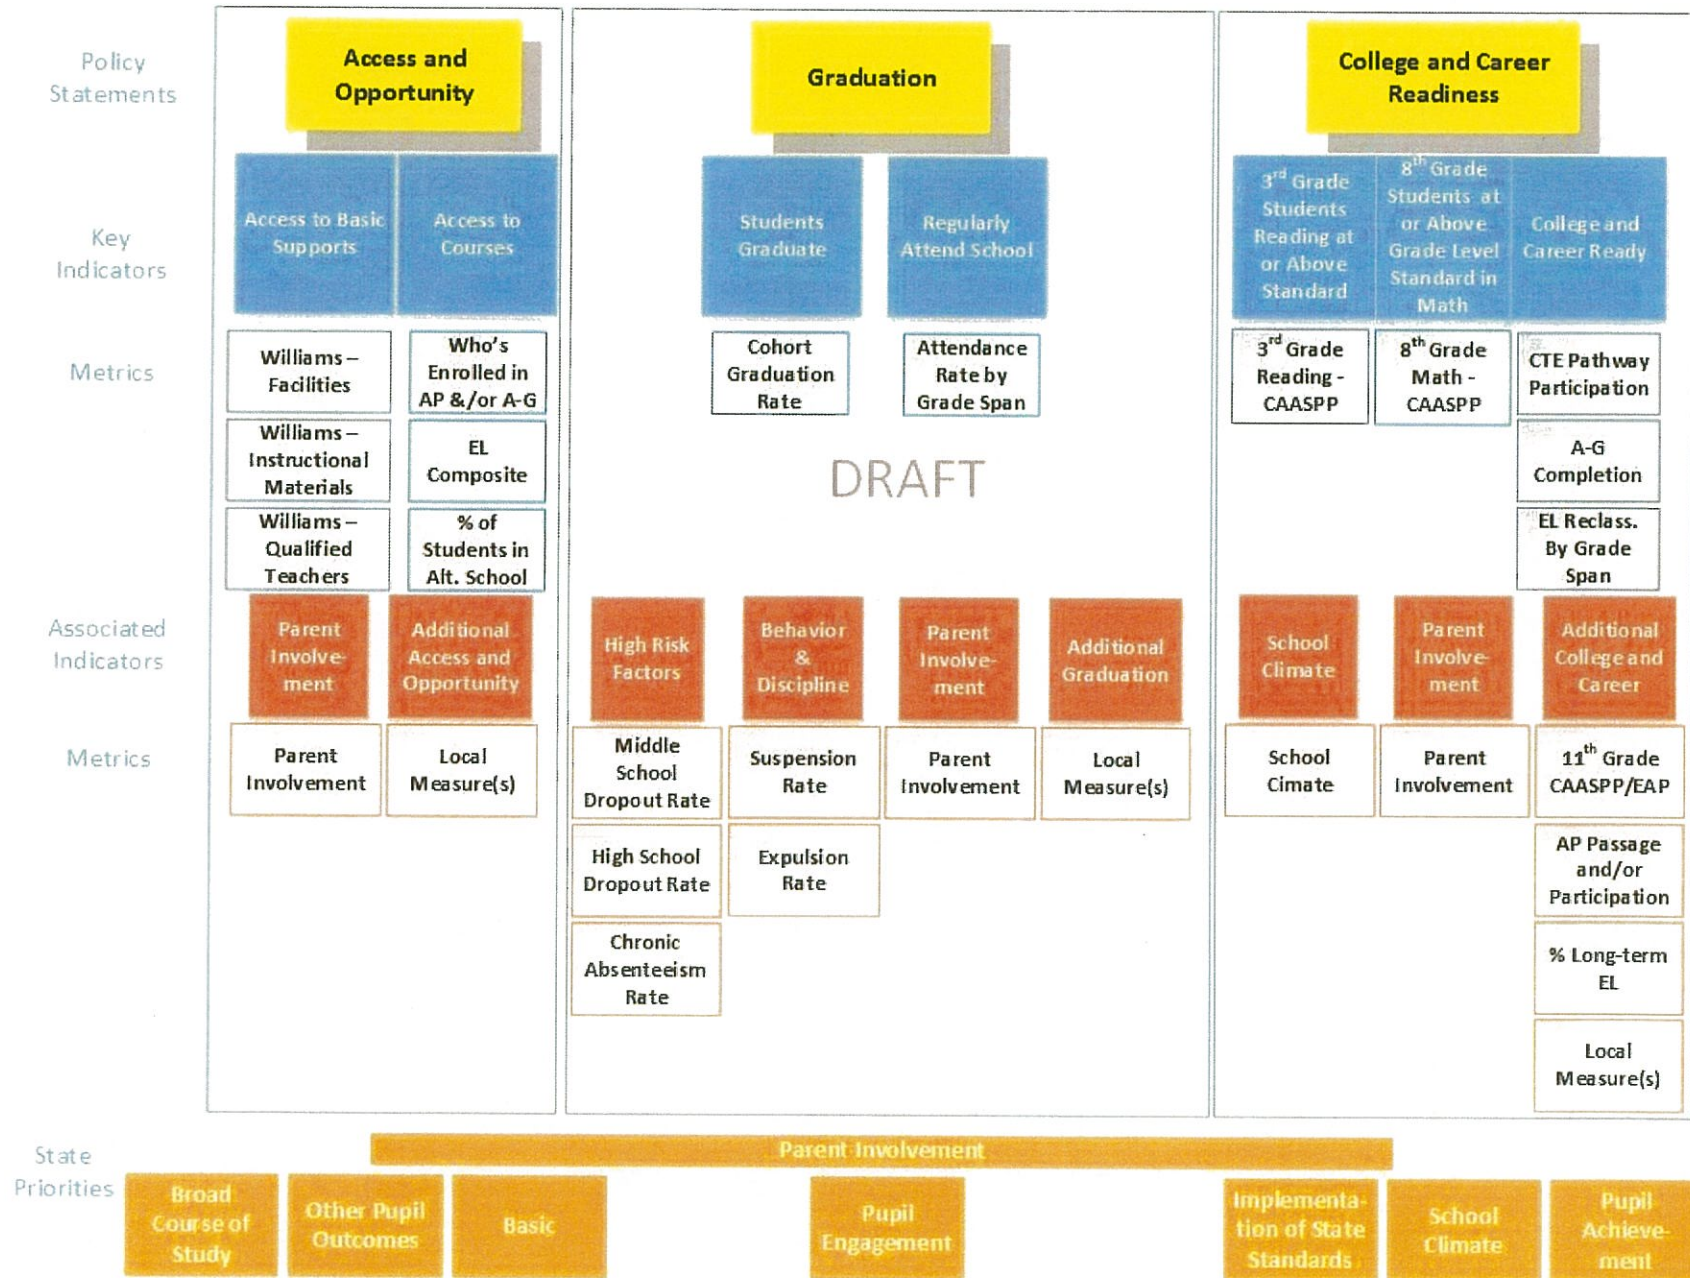 Policy
Statements
Access and
Opportunity
Graduation
College and Career
Readiness
Key
Indicators
Access to Basic
Supports
Access to
Courses
Students
Graduate
Regularly
Attend School
3rd Grade
Students
Reading at
or Above
Standard
8th Grade
Students at
or Above
Grade Level
Standard in
Math
College and
Career Ready
Metrics
Williams –
Facilities
Who's
Enrolled in
AP &/or A-G
Cohort
Graduation
Rate
Attendance
Rate by
Grade Span
3rd Grade
Reading -
CAASPP
8th Grade
Math -
CAASPP
CTE Pathway
Participation
Williams –
Instructional
Materials
EL
Composite
DRAFT
A-G
Completion
Williams –
Qualified
Teachers
% of
Students in
Alt. School
EL Reclass.
By Grade
Span
Associated
Indicators
Parent
Involve-
ment
Additional
Access and
Opportunity
High Risk
Factors
Behavior
&
Discipline
Parent
Involve-
ment
Additional
Graduation
School
Climate
Parent
Involve-
ment
Additional
College and
Career
Metrics
Parent
Involvement
Local
Measure(s)
Middle
School
Dropout Rate
Suspension
Rate
Parent
Involvement
Local
Measure(s)
School
Cimate
Parent
Involvement
11th Grade
CAASPP/EAP
High School
Dropout Rate
Expulsion
Rate
AP Passage
and/or
Participation
Chronic
Absenteeism
Rate
% Long-term
EL
Local
Measure(s)
State
Priorities
Parent Involvement
Broad
Course of
Study
Other Pupil
Outcomes
Basic
Pupil
Engagement
Implementa-
tion of State
Standards
School
Climate
Pupil
Achieve-
ment